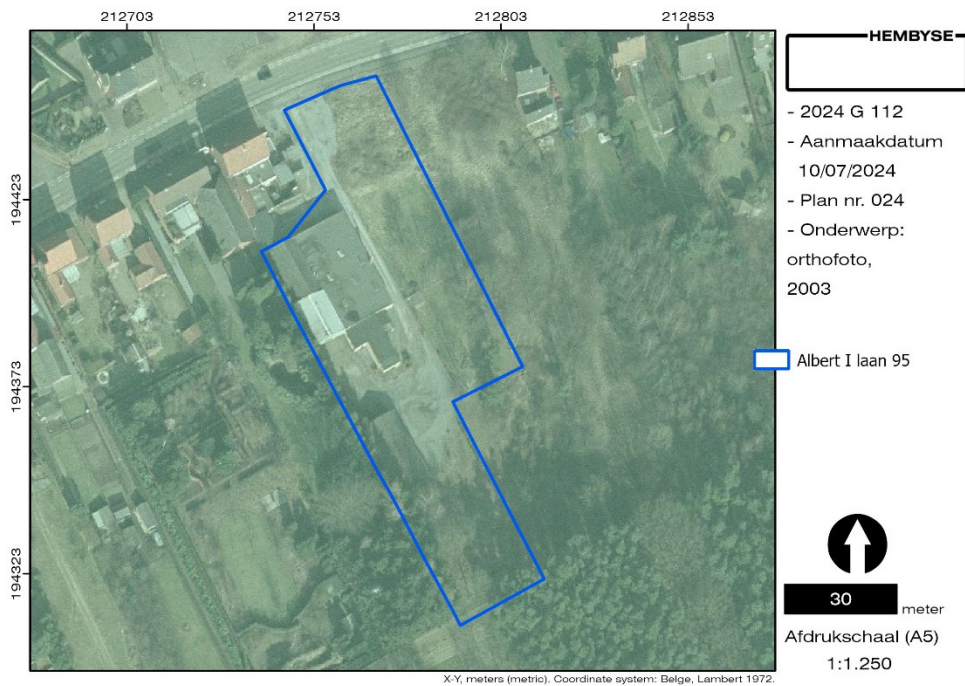 212703
212753
212803
212853
194423
194373
194323
HEMBYSE
- 2024 G 112
- Aanmaakdatum
10/07/2024
- Plan nr. 024
- Onderwerp:
orthofoto,
2003
Albert I laan 95
30 meter
Afdrukschaal (A5)
1:1.250
X-Y, meters (metric). Coordinate system: Belge, Lambert 1972.